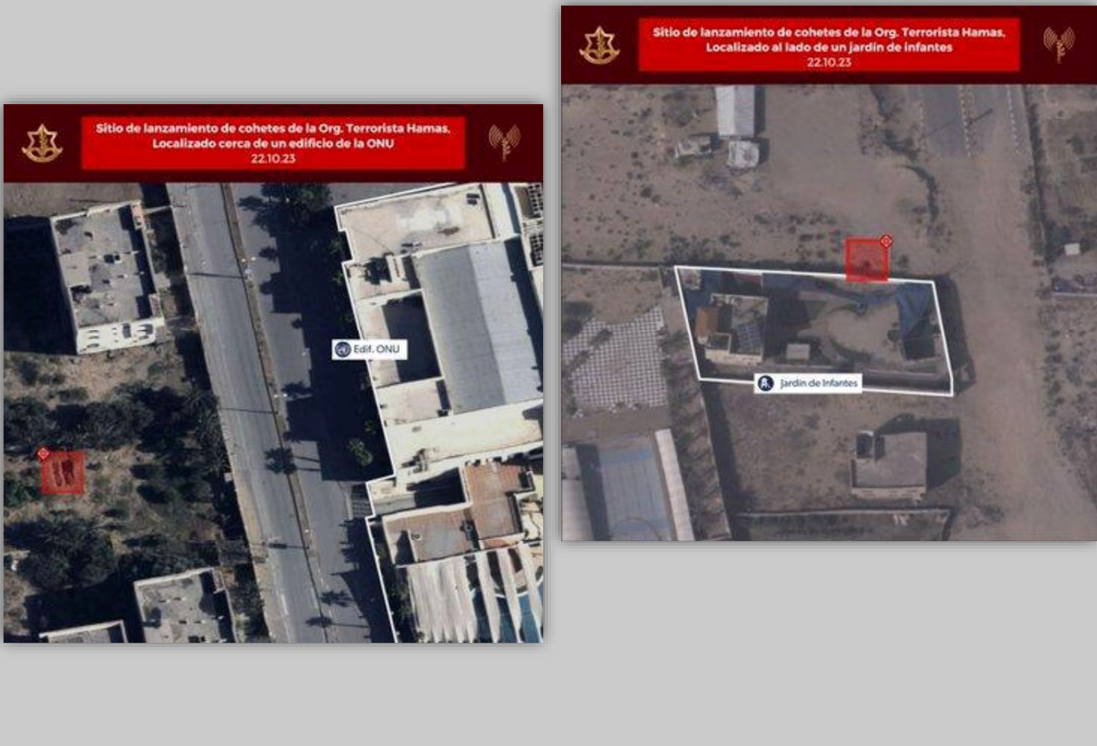 Sitio de lanzamiento de cohetes de la Org. Terrorista Hamas.
Localizado cerca de un edificio de la ONU
22.10.23
Edif. ONU
Sitio de lanzamiento de cohetes de la Org. Terrorista Hamas.
Localizado al lado de un jardín de infantes
22.10.23
Jardín de Infantes